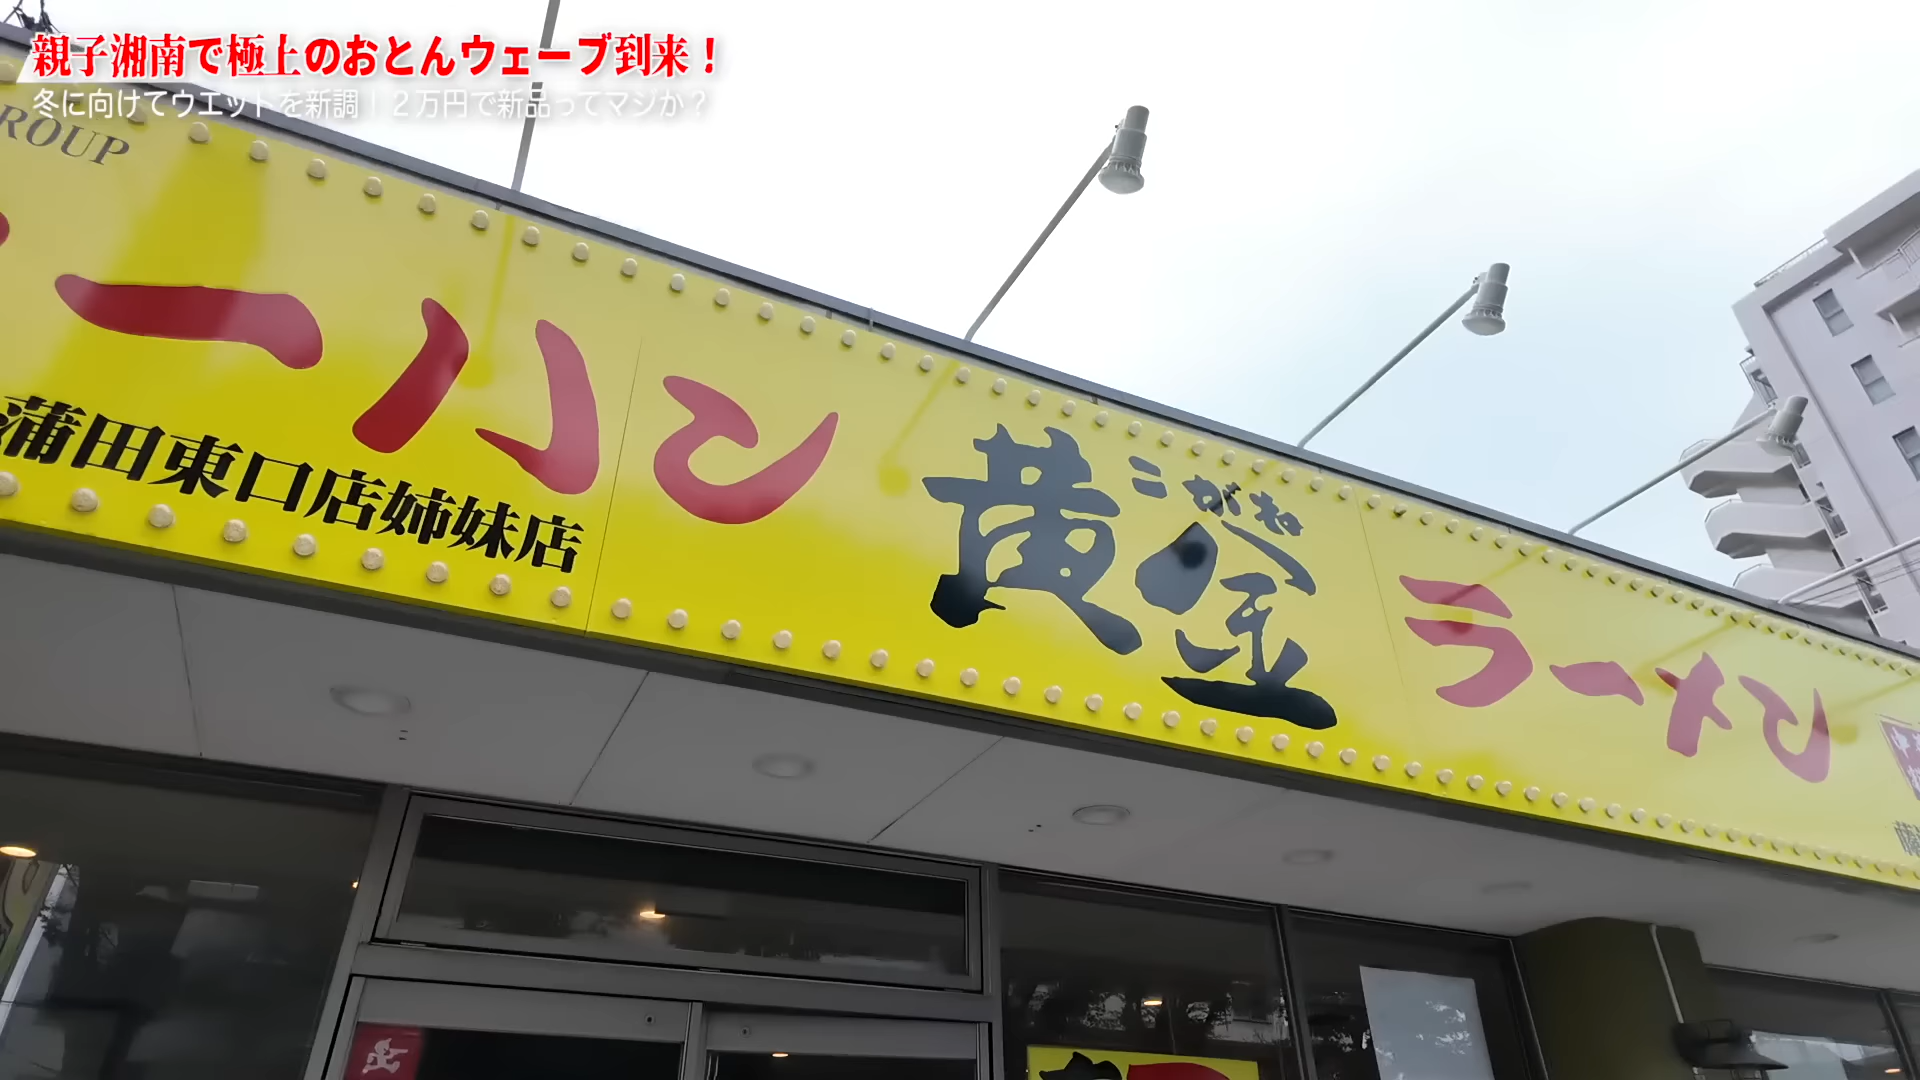 親子湘南で極上のおとんウェーブ到来！
冬に向けてウエットを新調！２万円で新品ってマジか？
ROUP
ーハン
蒲田東口店姉妹店
こがね
黄金
ラーメン